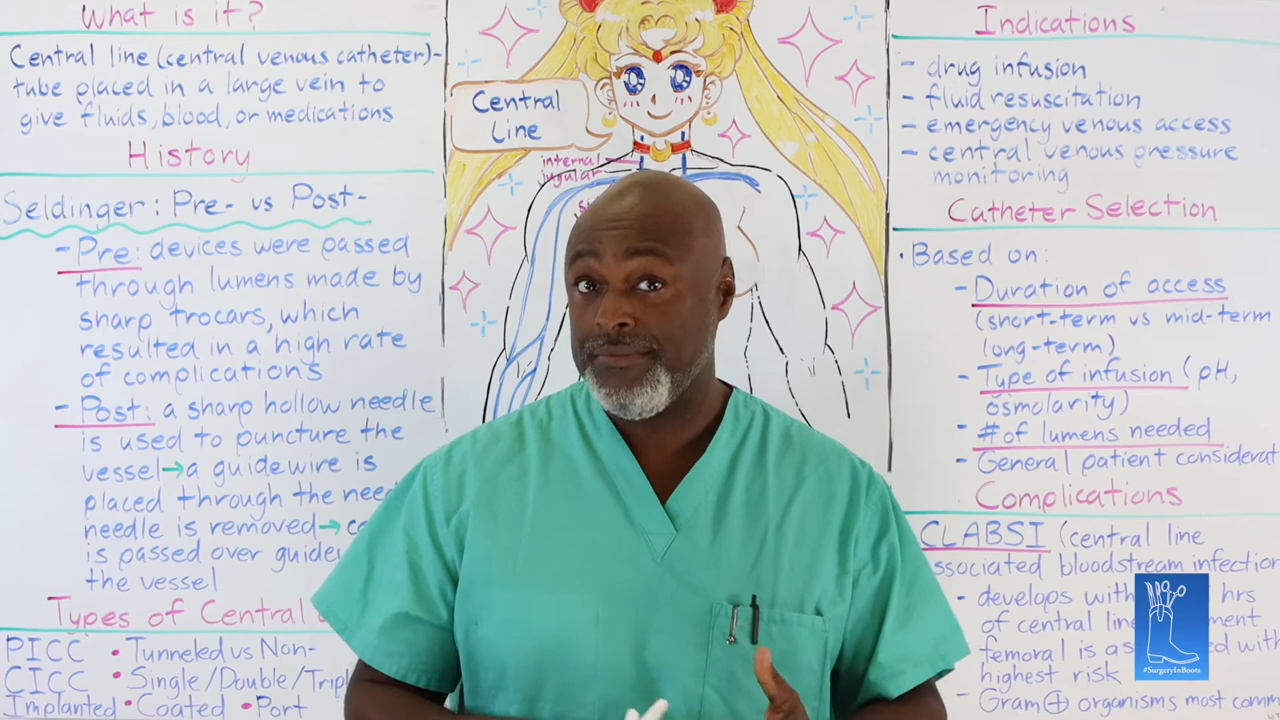 What is it?
Central line (central venous catheter)-
tube placed in a large vein to
give fluids, blood, or medications
History
Seldinger: Pre- vs Post-
- Pre: devices were passed
through lumens made by
sharp trocars, which
resulted in a high rate
of complications
- Post: a sharp hollow needle
is used to puncture the
vessel→a guidewire is
placed through the
needle is removed→
is passed over
the vessel
Types of Central
PICC • Tunneled vs Non-
CICC • Single/Double/
Implanted • Coated • Port
Central
Line
internal
jugular
Indications
- drug infusion
- fluid resuscitation
- emergency venous access
- central venous pressure
monitoring
Catheter Selection
• Based on:
- Duration of access
(short-term vs mid-term
long-term)
- Type of infusion (pH,
osmolarity)
- # of lumens needed
- General patient
Complications
CLABSI (central line
ssociated bloodstream infection
- develops hrs
of central
- femoral is
highest risk
- Gram⊕ organisms most
#SurgeryInBoots